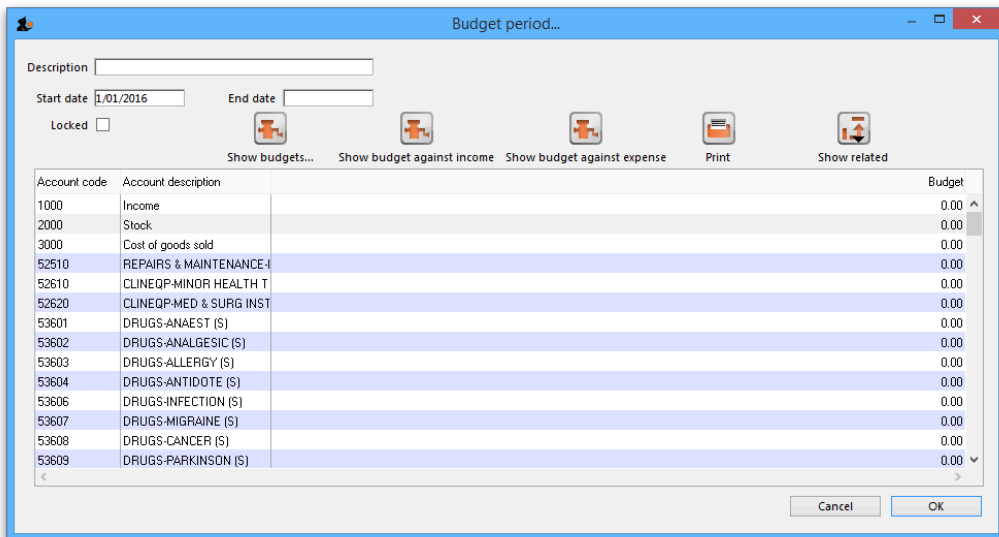 Budget period...
Description
Start date 1/01/2016 End date
Locked
Show budgets... Show budget against income Show budget against expense Print Show related
Account code Account description Budget
1000 Income 0.00
2000 Stock 0.00
3000 Cost of goods sold 0.00
52510 REPAIRS & MAINTENANCE-I 0.00
52610 CLINEQP-MINOR HEALTH T 0.00
52620 CLINEQP-MED & SURG INST 0.00
53601 DRUGS-ANAEST (S) 0.00
53602 DRUGS-ANALGESIC (S) 0.00
53603 DRUGS-ALLERGY (S) 0.00
53604 DRUGS-ANTIDOTE (S) 0.00
53606 DRUGS-INFECTION (S) 0.00
53607 DRUGS-MIGRAINE (S) 0.00
53608 DRUGS-CANCER (S) 0.00
53609 DRUGS-PARKINSON (S) 0.00
Cancel OK